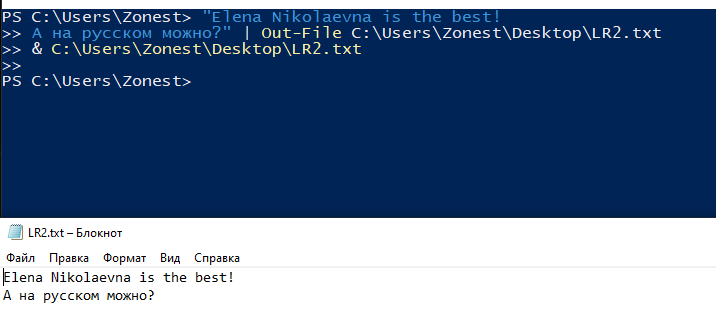 PS C:\Users\Zonest> "Elena Nikolaevna is the best!
>> А на русском можно?" | Out-File C:\Users\Zonest\Desktop\LR2.txt
>> & C:\Users\Zonest\Desktop\LR2.txt
>>
PS C:\Users\Zonest>
LR2.txt – Блокнот
Файл Правка Формат Вид Справка
Elena Nikolaevna is the best!
А на русском можно?